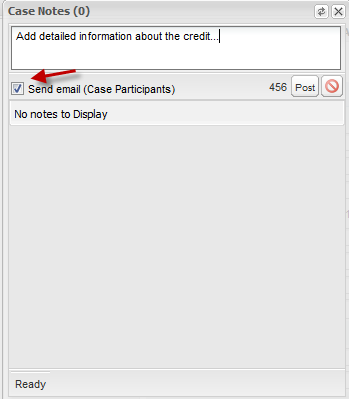 Case Notes (0)
Add detailed information about the credit...
Send email (Case Participants) 456 Post
No notes to Display
Ready